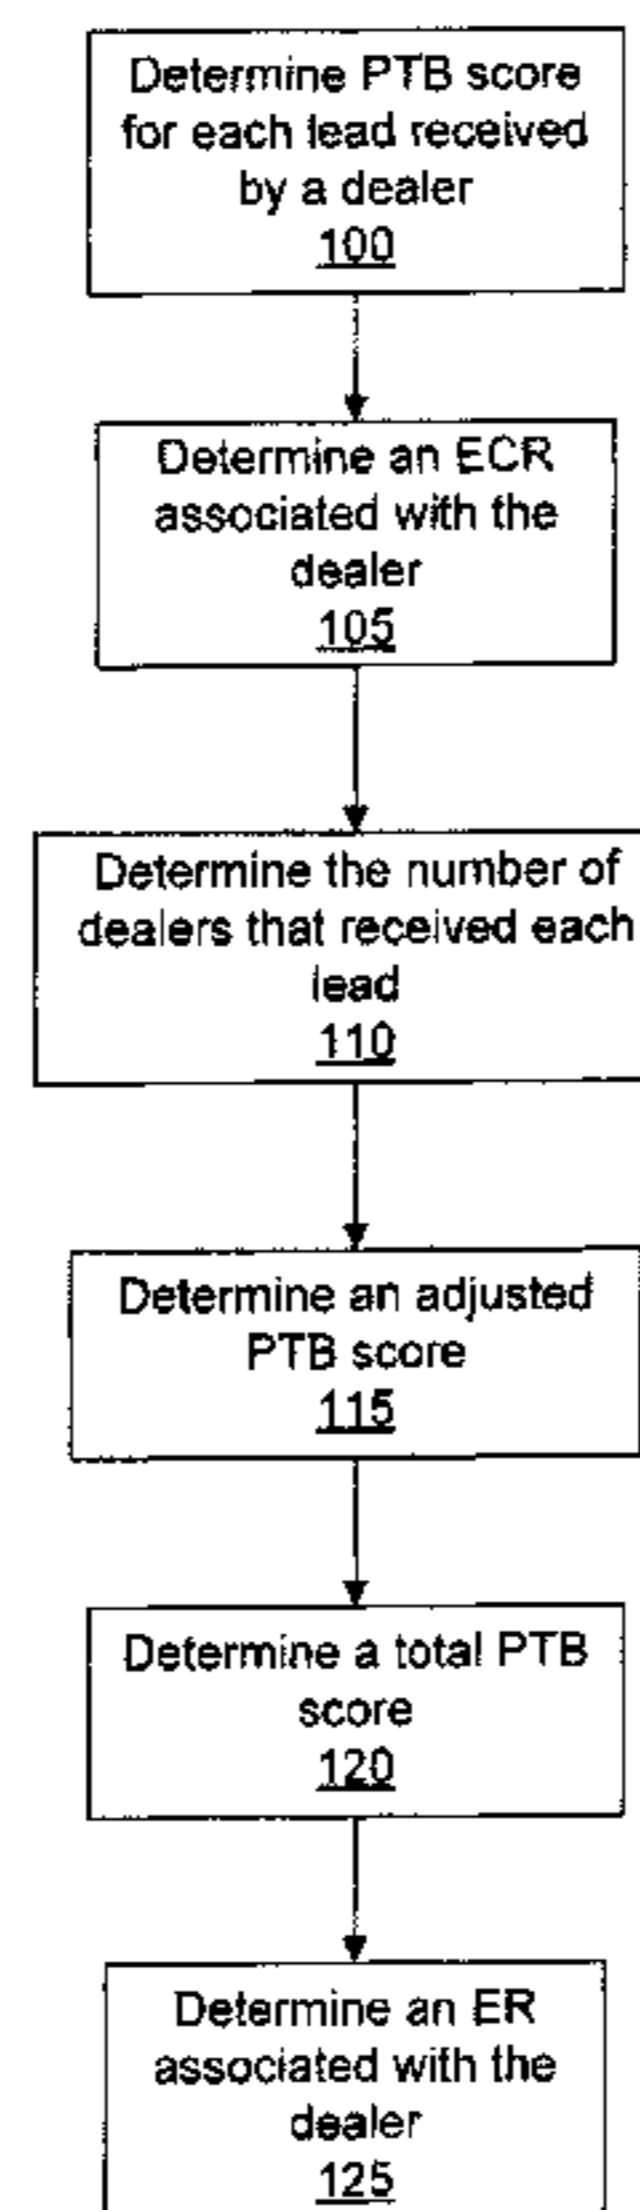 Determine PTB score
for each lead received
by a dealer
100
Determine an ECR
associated with the
dealer
105
Determine the number of
dealers that received each
lead
110
Determine an adjusted
PTB score
115
Determine a total PTB
score
120
Determine an ER
associated with the
dealer
125